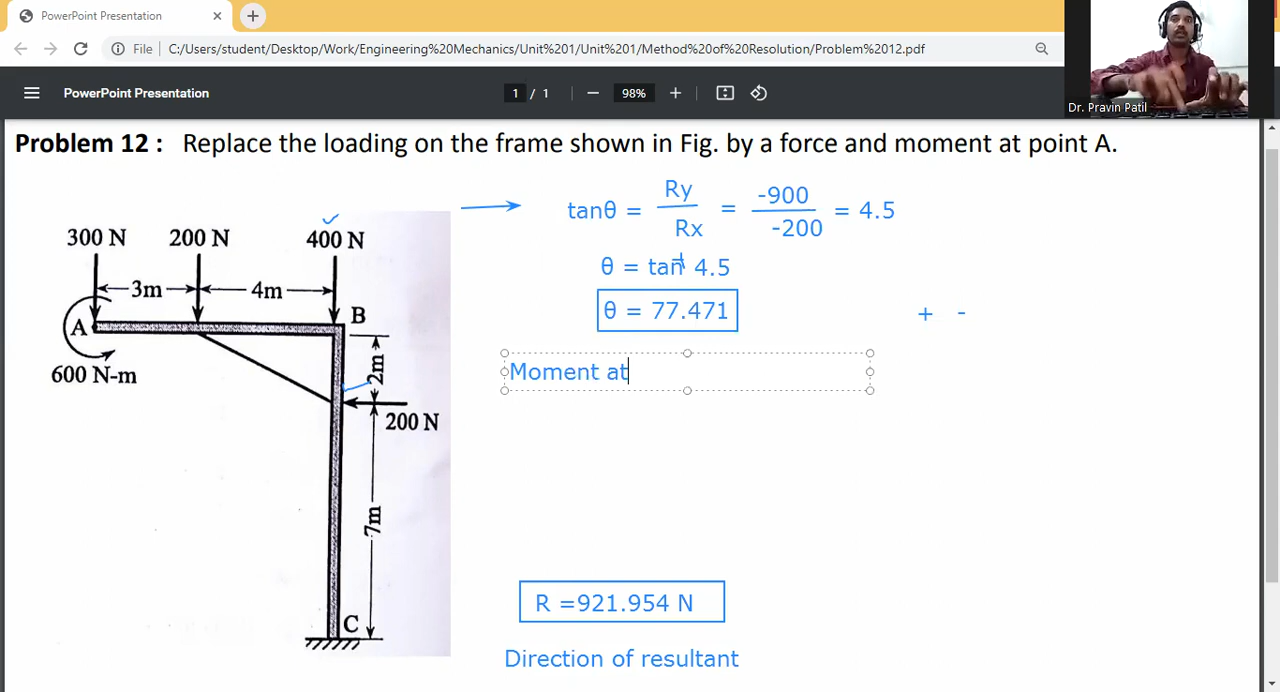 PowerPoint Presentation
File C:/Users/student/Desktop/Work/Engineering%20Mechanics/Unit%201/Unit%201/Method%20of%20Resolution/Problem%2012.pdf
Dr. Pravin Patil
PowerPoint Presentation 1 / 1 98%
Problem 12 : Replace the loading on the frame shown in Fig. by a force and moment at point A.
300 N 200 N 400 N
3m 4m
A B
600 N-m
2m
200 N
7m
C
tanθ = Ry / Rx = -900 / -200 = 4.5
θ = tan⁻¹ 4.5
θ = 77.471
+ -
Moment at
R =921.954 N
Direction of resultant